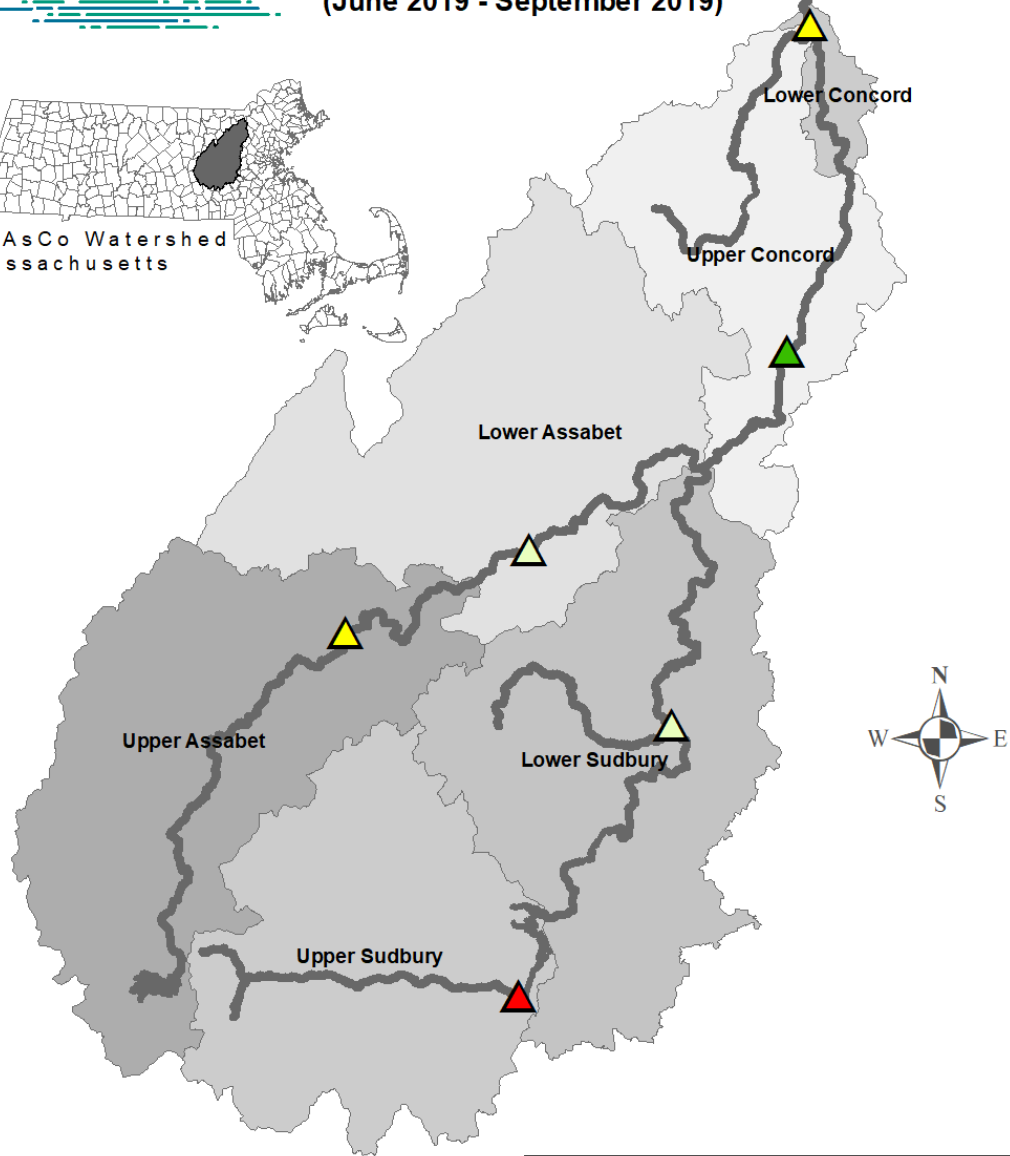 (June 2019 - September 2019)
Lower Concord
AsCo Watershed
ssachusetts
Upper Concord
Lower Assabet
N
W
E
S
Upper Assabet
Lower Sudbury
Upper Sudbury